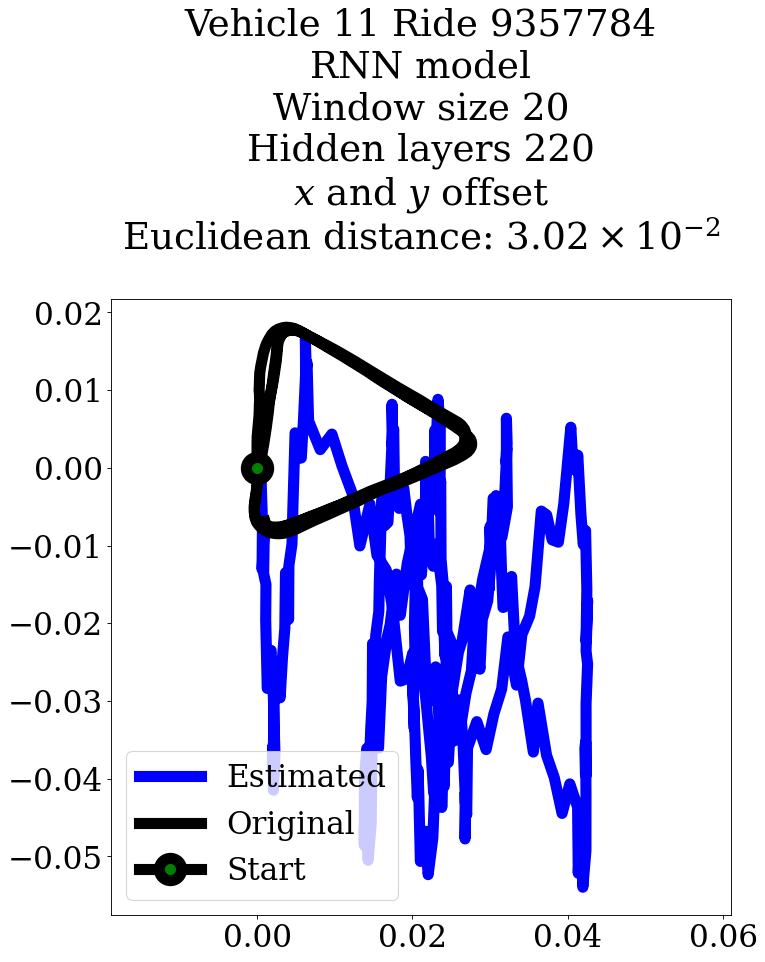 Vehicle 11 Ride 9357784
RNN model
Window size 20
Hidden layers 220
x and y offset
Euclidean distance: 3.02 × 10⁻²
0.02
0.01
0.00
−0.01
−0.02
−0.03
−0.04
−0.05
Estimated
Original
Start
0.00 0.02 0.04 0.06